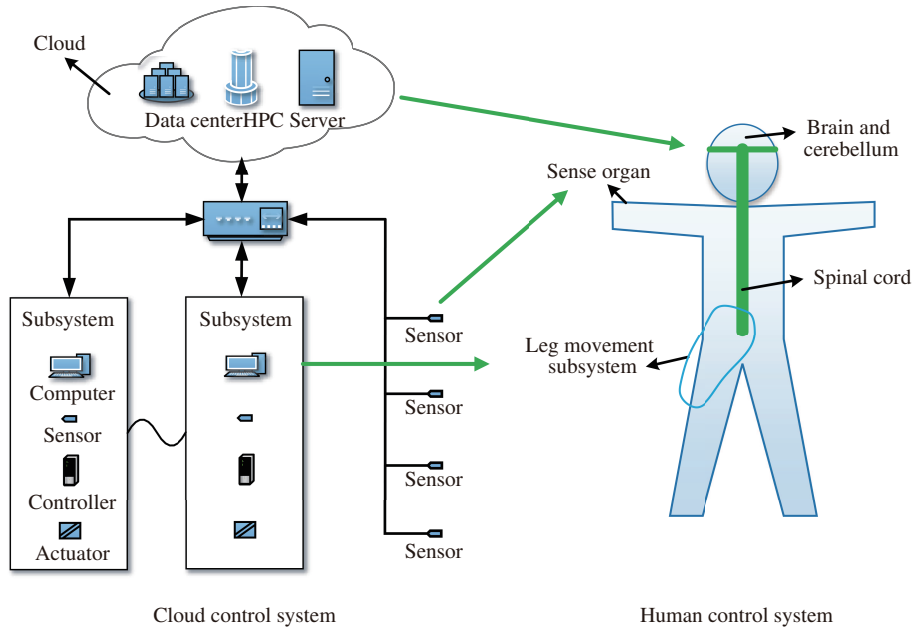 Cloud
Data centerHPC Server
Brain and
cerebellum
Sense organ
Spinal cord
Subsystem
Subsystem
Sensor
Leg movement
subsystem
Computer
Sensor
Sensor
Controller
Sensor
Actuator
Sensor
Cloud control system
Human control system